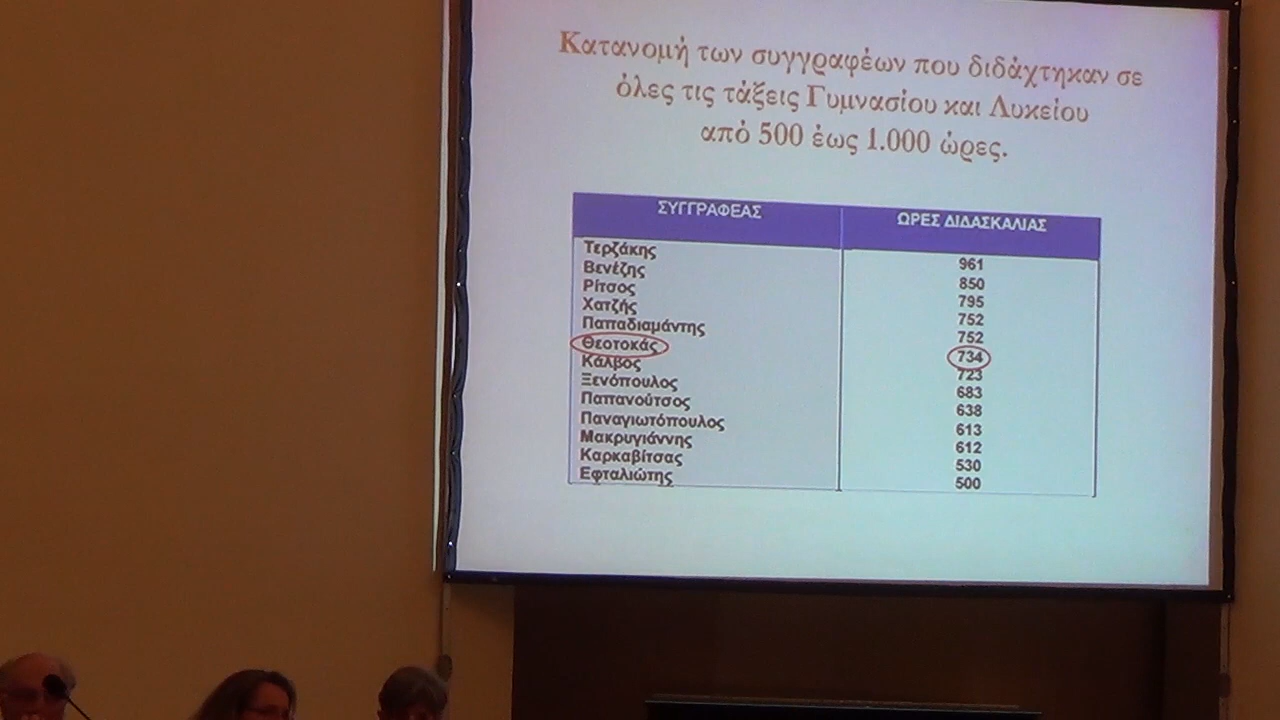 Κατανομή των συγγραφέων που διδάχτηκαν σε
όλες τις τάξεις Γυμνασίου και Λυκείου
από 500 έως 1.000 ώρες.
ΣΥΓΓΡΑΦΕΑΣ ΩΡΕΣ ΔΙΔΑΣΚΑΛΙΑΣ
Τερζάκης 961
Βενέζης 850
Ρίτσος 795
Χατζής 752
Παπαδιαμάντης 752
Θεοτοκάς 734
Κάλβος 723
Ξενόπουλος 683
Παπανούτσος 638
Παναγιωτόπουλος 613
Μακρυγιάννης 612
Καρκαβίτσας 530
Εφταλιώτης 500